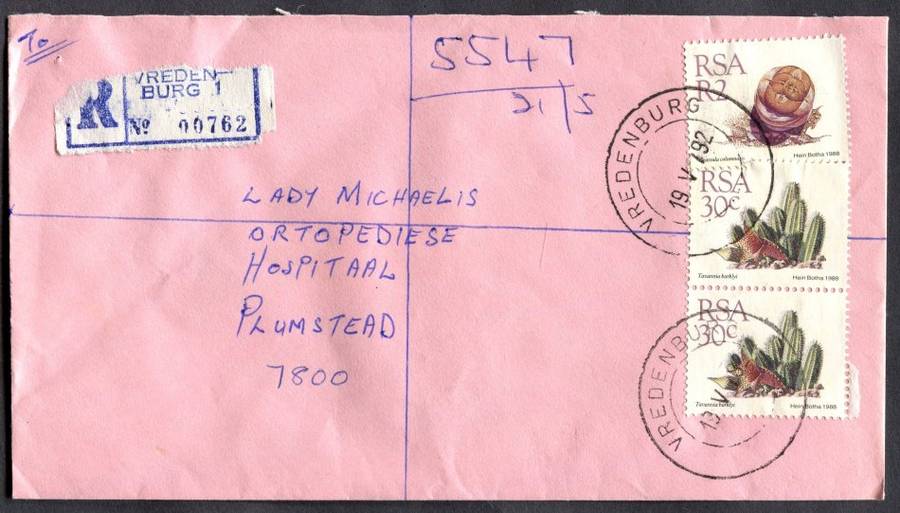 To
VREDEN-
BURG 1
R
No 00762
5547
21/5
LADY MICHAELIS
ORTOPEDIESE
HOSPITAAL
PLUMSTEAD
7800
RSA
R2
Hein Botha 1988
VREDENBURG
19 V 92
RSA
30c
Tavaresia barklyi
Hein Botha 1988
RSA
30c
Tavaresia barklyi
Hein Botha 1988
VREDENBURG
19 V